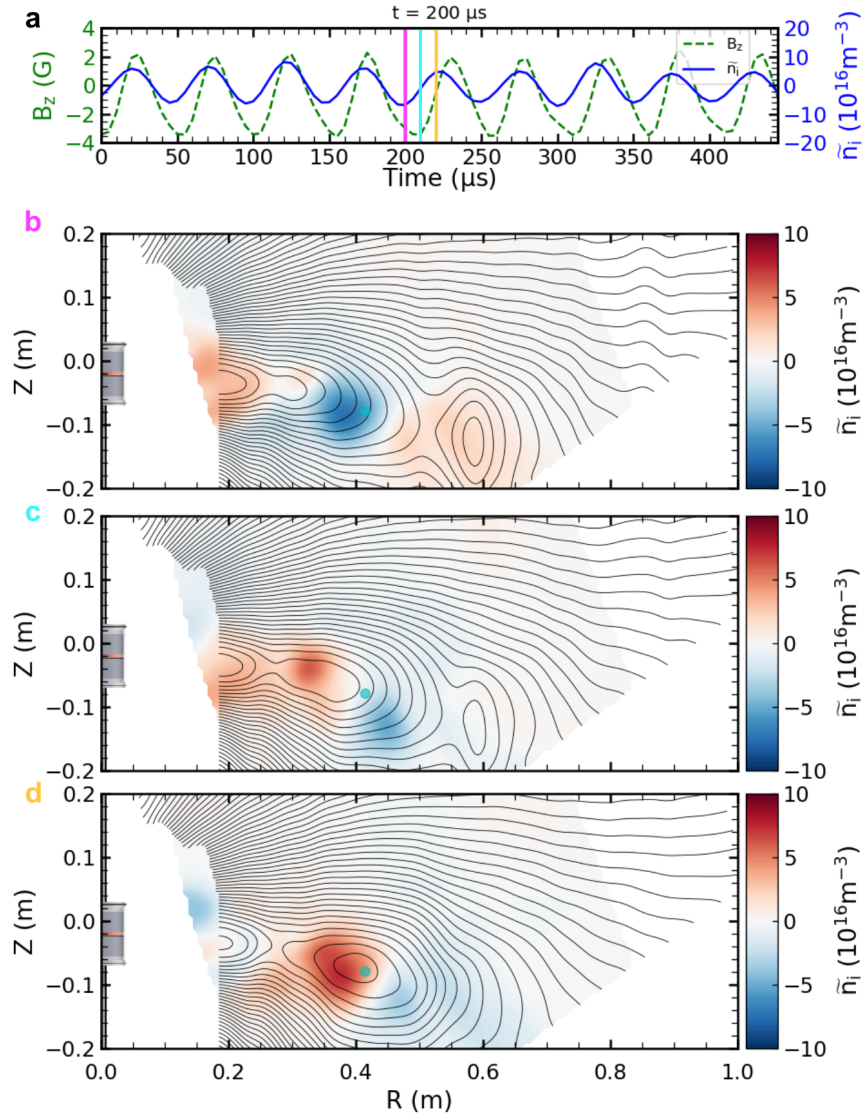 a
t = 200 μs
4
2
0
−2
−4
B_z (G)
20
10
0
−10
−20
ñ_i (10^16 m^−3)
B_z
ñ_i
0 50 100 150 200 250 300 350 400
Time (μs)
b
0.2
0.1
0.0
−0.1
−0.2
Z (m)
10
5
0
−5
−10
ñ_i (10^16 m^−3)
c
0.2
0.1
0.0
−0.1
−0.2
Z (m)
10
5
0
−5
−10
ñ_i (10^16 m^−3)
d
0.2
0.1
0.0
−0.1
−0.2
Z (m)
10
5
0
−5
−10
ñ_i (10^16 m^−3)
0.0 0.2 0.4 0.6 0.8 1.0
R (m)